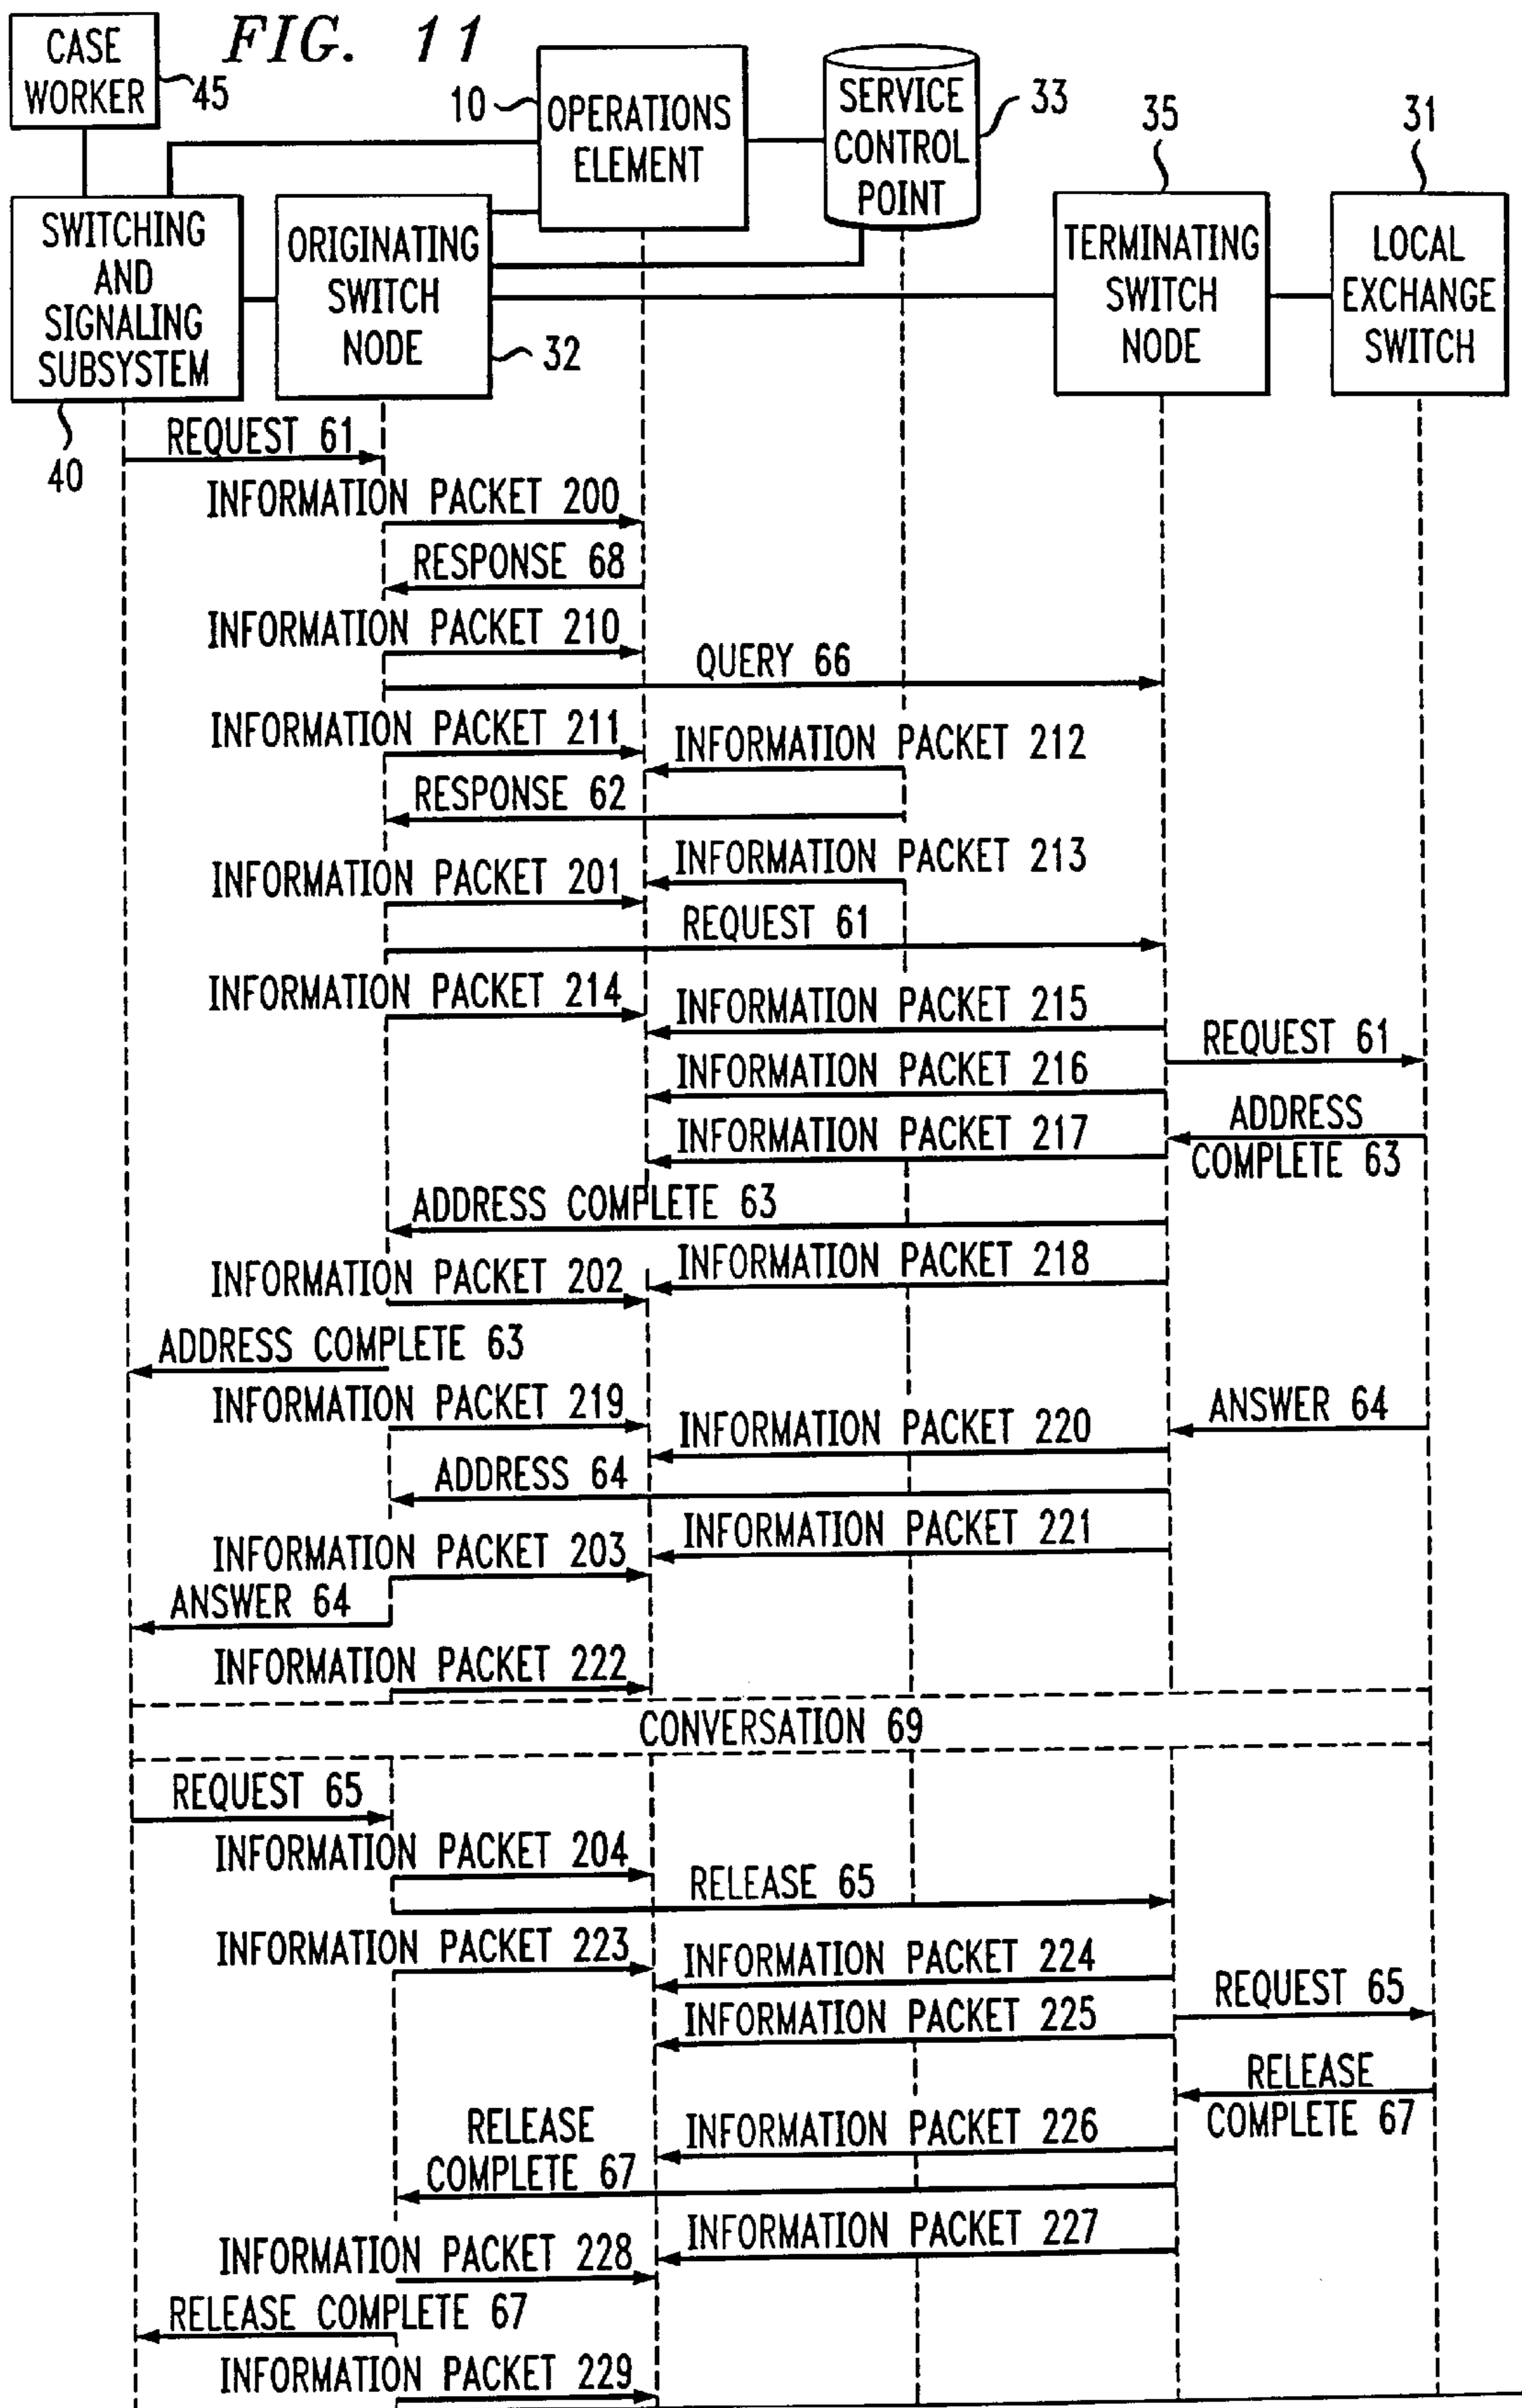 FIG. 11
CASE
WORKER
45
10
OPERATIONS
ELEMENT
SERVICE
CONTROL
POINT
33
35
31
SWITCHING
AND
SIGNALING
SUBSYSTEM
40
ORIGINATING
SWITCH
NODE
32
TERMINATING
SWITCH
NODE
LOCAL
EXCHANGE
SWITCH
REQUEST 61
INFORMATION PACKET 200
RESPONSE 68
INFORMATION PACKET 210
QUERY 66
INFORMATION PACKET 211
INFORMATION PACKET 212
RESPONSE 62
INFORMATION PACKET 213
INFORMATION PACKET 201
REQUEST 61
INFORMATION PACKET 214
INFORMATION PACKET 215
REQUEST 61
INFORMATION PACKET 216
ADDRESS
COMPLETE 63
INFORMATION PACKET 217
ADDRESS COMPLETE 63
INFORMATION PACKET 218
INFORMATION PACKET 202
ADDRESS COMPLETE 63
INFORMATION PACKET 219
ANSWER 64
INFORMATION PACKET 220
ADDRESS 64
INFORMATION PACKET 221
INFORMATION PACKET 203
ANSWER 64
INFORMATION PACKET 222
CONVERSATION 69
REQUEST 65
INFORMATION PACKET 204
RELEASE 65
INFORMATION PACKET 223
INFORMATION PACKET 224
REQUEST 65
INFORMATION PACKET 225
RELEASE
COMPLETE 67
INFORMATION PACKET 226
RELEASE
COMPLETE 67
INFORMATION PACKET 227
INFORMATION PACKET 228
RELEASE COMPLETE 67
INFORMATION PACKET 229